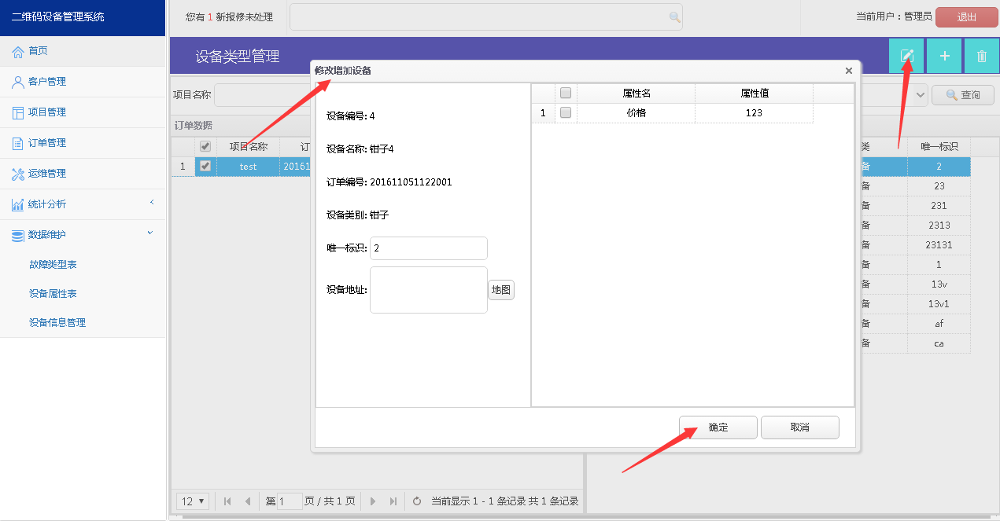 二维码设备管理系统
首页
客户管理
项目管理
订单管理
运维管理
统计分析
数据维护
故障类型表
设备属性表
设备信息管理
您有 1 新报修未处理
当前用户：管理员
退出
设备类型管理
项目名称
查询
订单数据
项目名称 订
1 test 20161
修改增加设备
设备编号: 4
设备名称: 钳子4
订单编号: 201611051122001
设备类别: 钳子
唯一标识: 2
设备地址: 地图
属性名 属性值
1 价格 123
确定 取消
类 唯一标识
备 2
备 23
备 231
备 2313
备 23131
备 1
备 13v
备 13v1
备 af
备 ca
12 第 1 页 / 共 1 页 当前显示 1 - 1 条记录 共 1 条记录